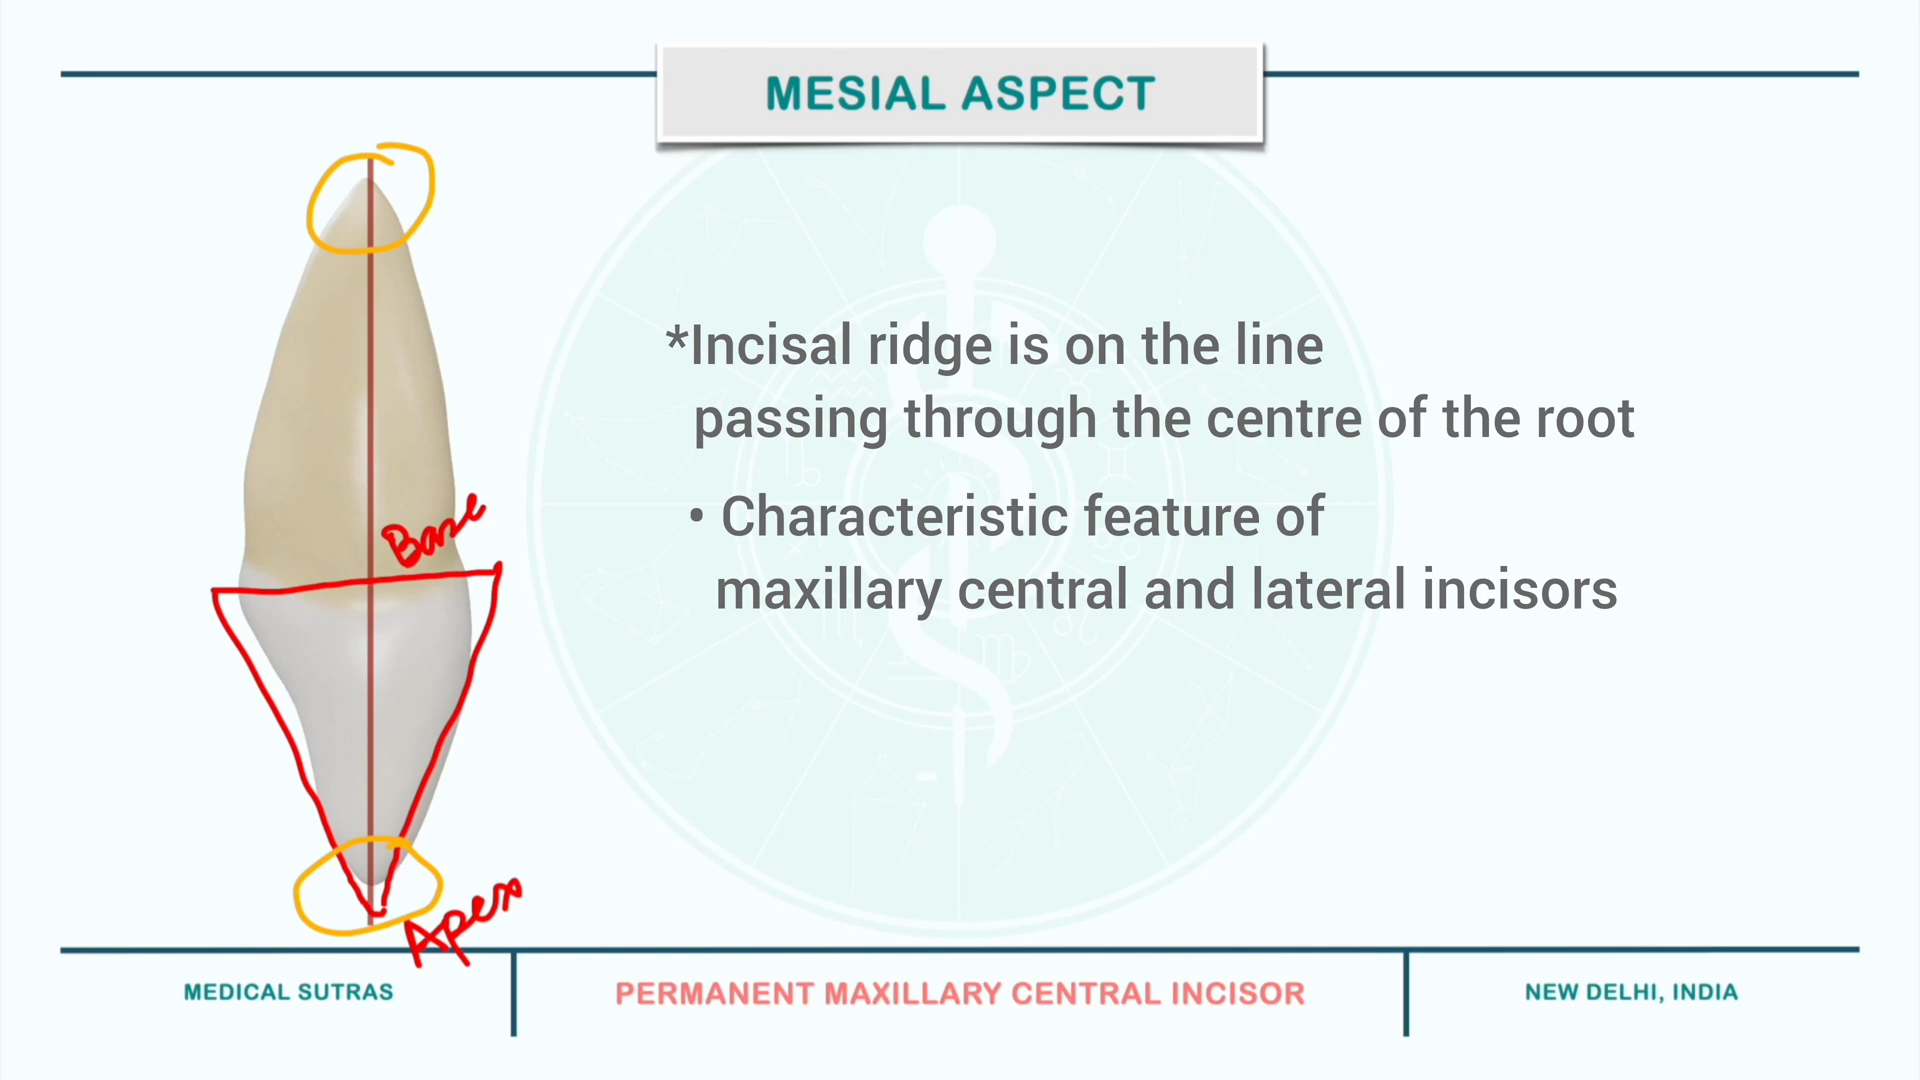 MESIAL ASPECT
*Incisal ridge is on the line
passing through the centre of the root
• Characteristic feature of
maxillary central and lateral incisors
Base
Apex
MEDICAL SUTRAS
PERMANENT MAXILLARY CENTRAL INCISOR
NEW DELHI, INDIA